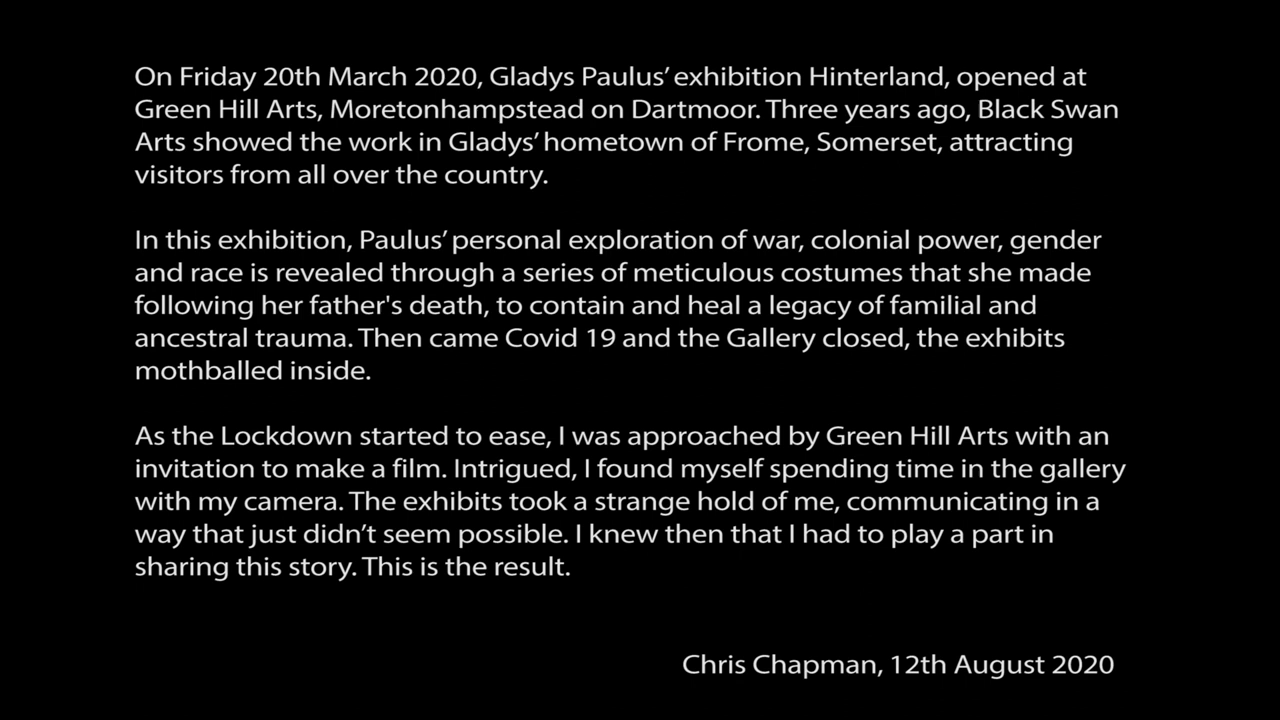 On Friday 20th March 2020, Gladys Paulus’ exhibition Hinterland, opened at
Green Hill Arts, Moretonhampstead on Dartmoor. Three years ago, Black Swan
Arts showed the work in Gladys’ hometown of Frome, Somerset, attracting
visitors from all over the country.
In this exhibition, Paulus’ personal exploration of war, colonial power, gender
and race is revealed through a series of meticulous costumes that she made
following her father's death, to contain and heal a legacy of familial and
ancestral trauma. Then came Covid 19 and the Gallery closed, the exhibits
mothballed inside.
As the Lockdown started to ease, I was approached by Green Hill Arts with an
invitation to make a film. Intrigued, I found myself spending time in the gallery
with my camera. The exhibits took a strange hold of me, communicating in a
way that just didn’t seem possible. I knew then that I had to play a part in
sharing this story. This is the result.
Chris Chapman, 12th August 2020